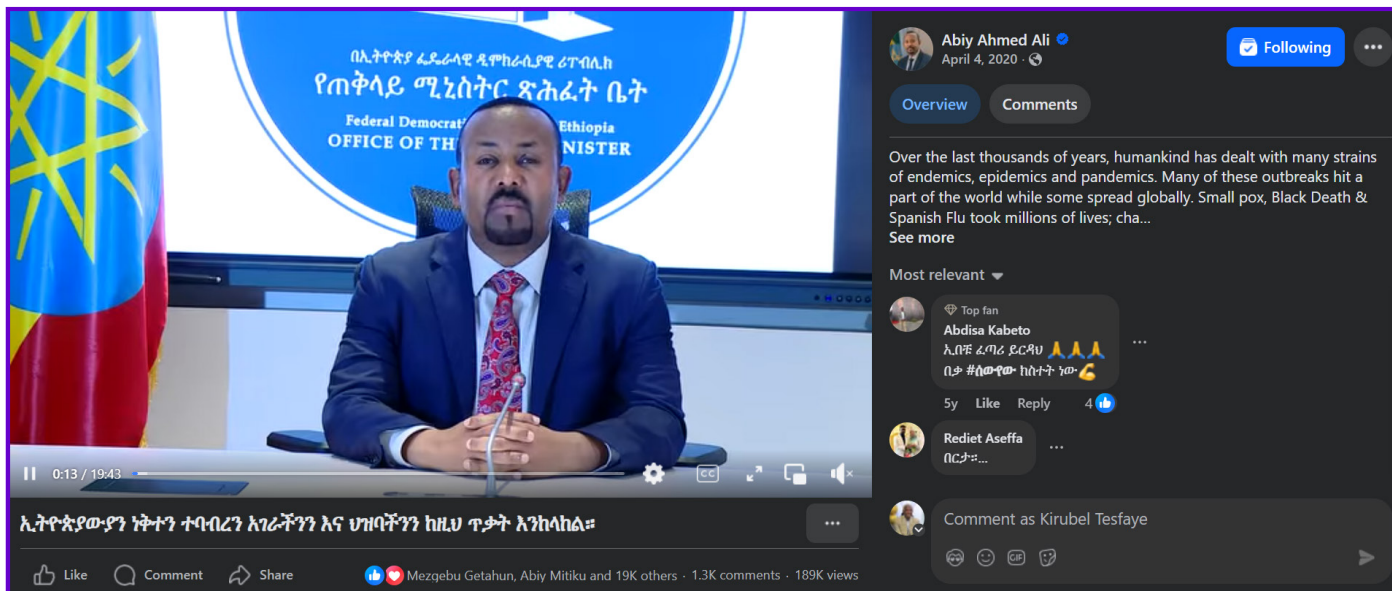 በኢትዮጵያ ፌዴራላዊ ዲሞክራሲያዊ ሪፐብሊክ
የጠቅላይ ሚኒስትር ጽሕፈት ቤት
Federal Democrat Ethiopia
OFFICE OF TH NISTER
0:13 / 19:43
CC
ኢትዮጵያውያን ነቅተን ተባብረን አገራችንን እና ህዝባችንን ከዚህ ጥቃት እንከላከል።
Like Comment Share
Mezgebu Getahun, Abiy Mitiku and 19K others · 1.3K comments · 189K views
Abiy Ahmed Ali
April 4, 2020
Following
Overview Comments
Over the last thousands of years, humankind has dealt with many strains
of endemics, epidemics and pandemics. Many of these outbreaks hit a
part of the world while some spread globally. Small pox, Black Death &
Spanish Flu took millions of lives; cha...
See more
Most relevant
Top fan
Abdisa Kabeto
ኢበቹ ፈጣሪ ይርዳህ 🙏🙏🙏
በቃ #ሰውየው ክስተት ነው💪
5y Like Reply 4
Rediet Aseffa
በርታ።...
Comment as Kirubel Tesfaye
GIF